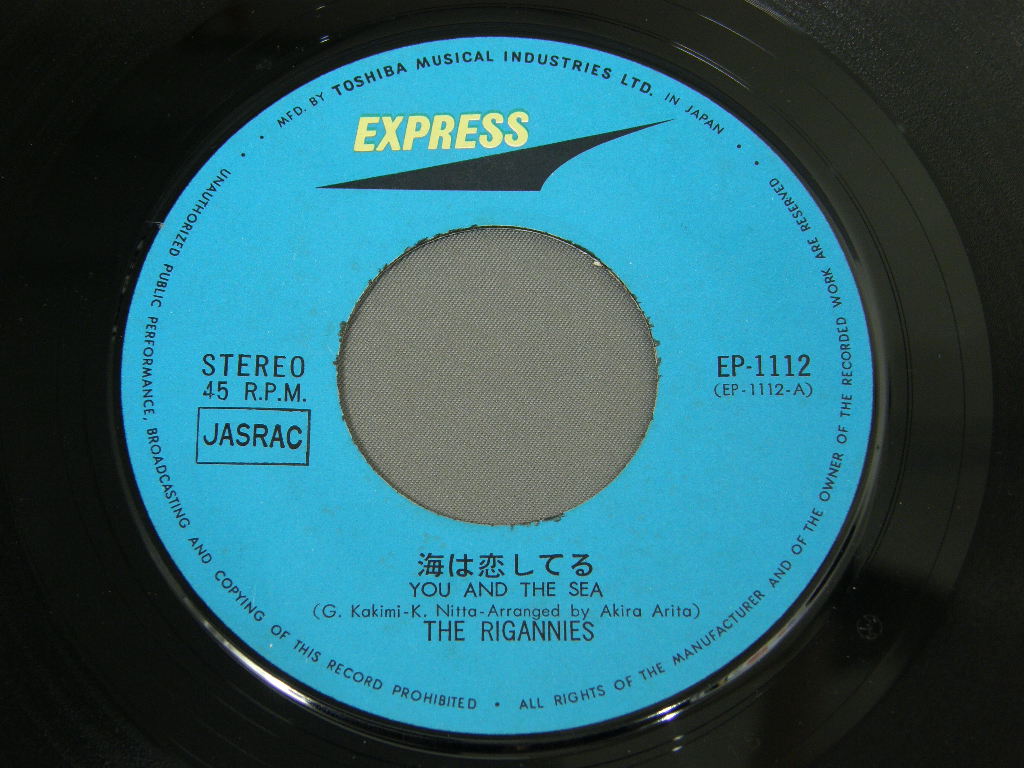 MFD. BY TOSHIBA MUSICAL INDUSTRIES LTD. IN JAPAN
EXPRESS
STEREO
45 R.P.M.
JASRAC
EP-1112
(EP-1112-A)
海は恋してる
YOU AND THE SEA
(G. Kakimi-K. Nitta-Arranged by Akira Arita)
THE RIGANNIES
UNAUTHORIZED PUBLIC PERFORMANCE, BROADCASTING AND COPYING OF THIS RECORD PROHIBITED • ALL RIGHTS OF THE MANUFACTURER AND OF THE OWNER OF THE RECORDED WORK ARE RESERVED